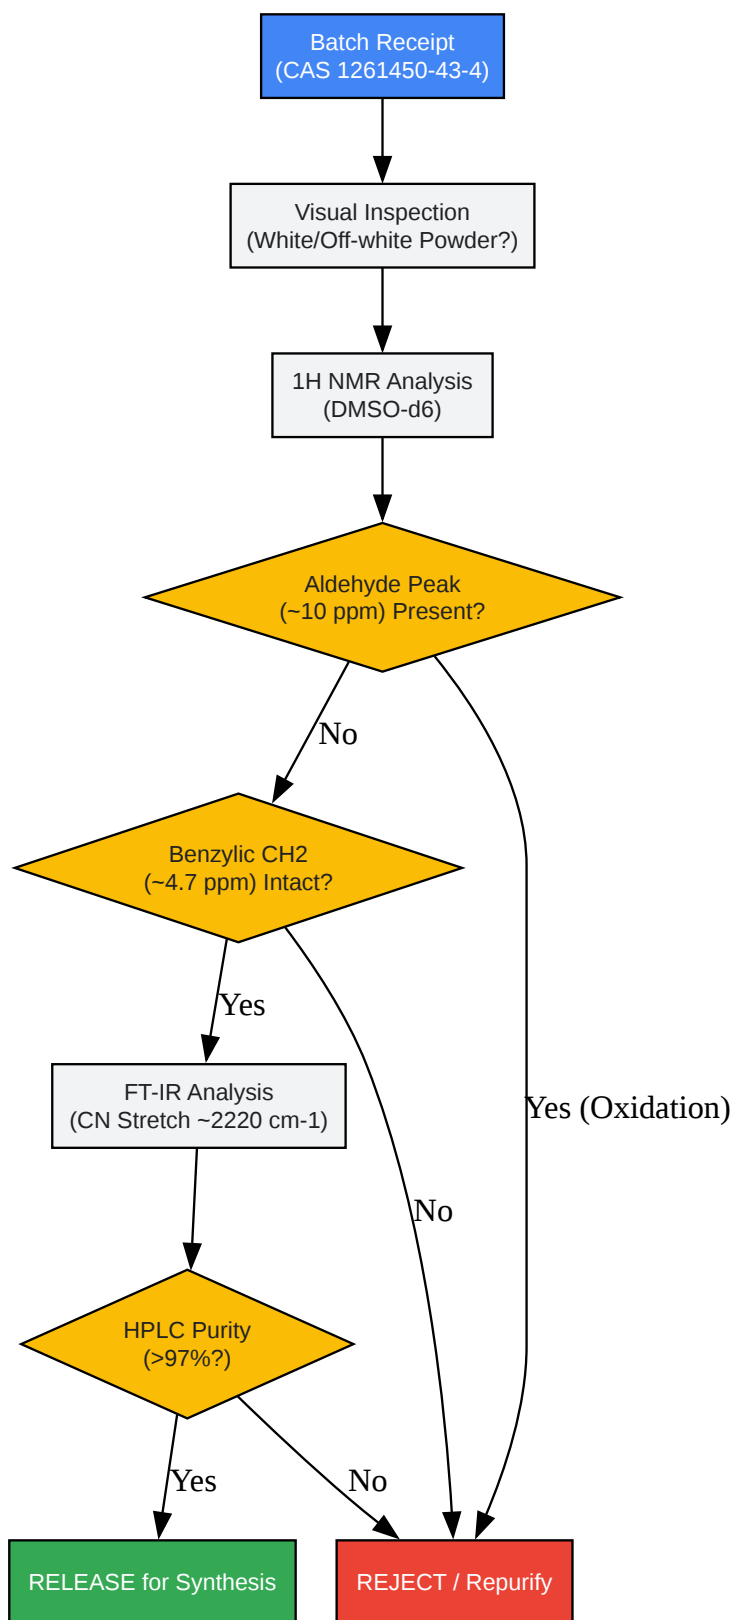 Batch Receipt
(CAS 1261450-43-4)
Visual Inspection
(White/Off-white Powder?)
1H NMR Analysis
(DMSO-d6)
Aldehyde Peak
(~10 ppm) Present?
No
Benzylic CH2
(~4.7 ppm) Intact?
Yes
FT-IR Analysis
(CN Stretch ~2220 cm-1)
Yes (Oxidation)
No
HPLC Purity
(>97%?)
Yes
No
RELEASE for Synthesis
REJECT / Repurify